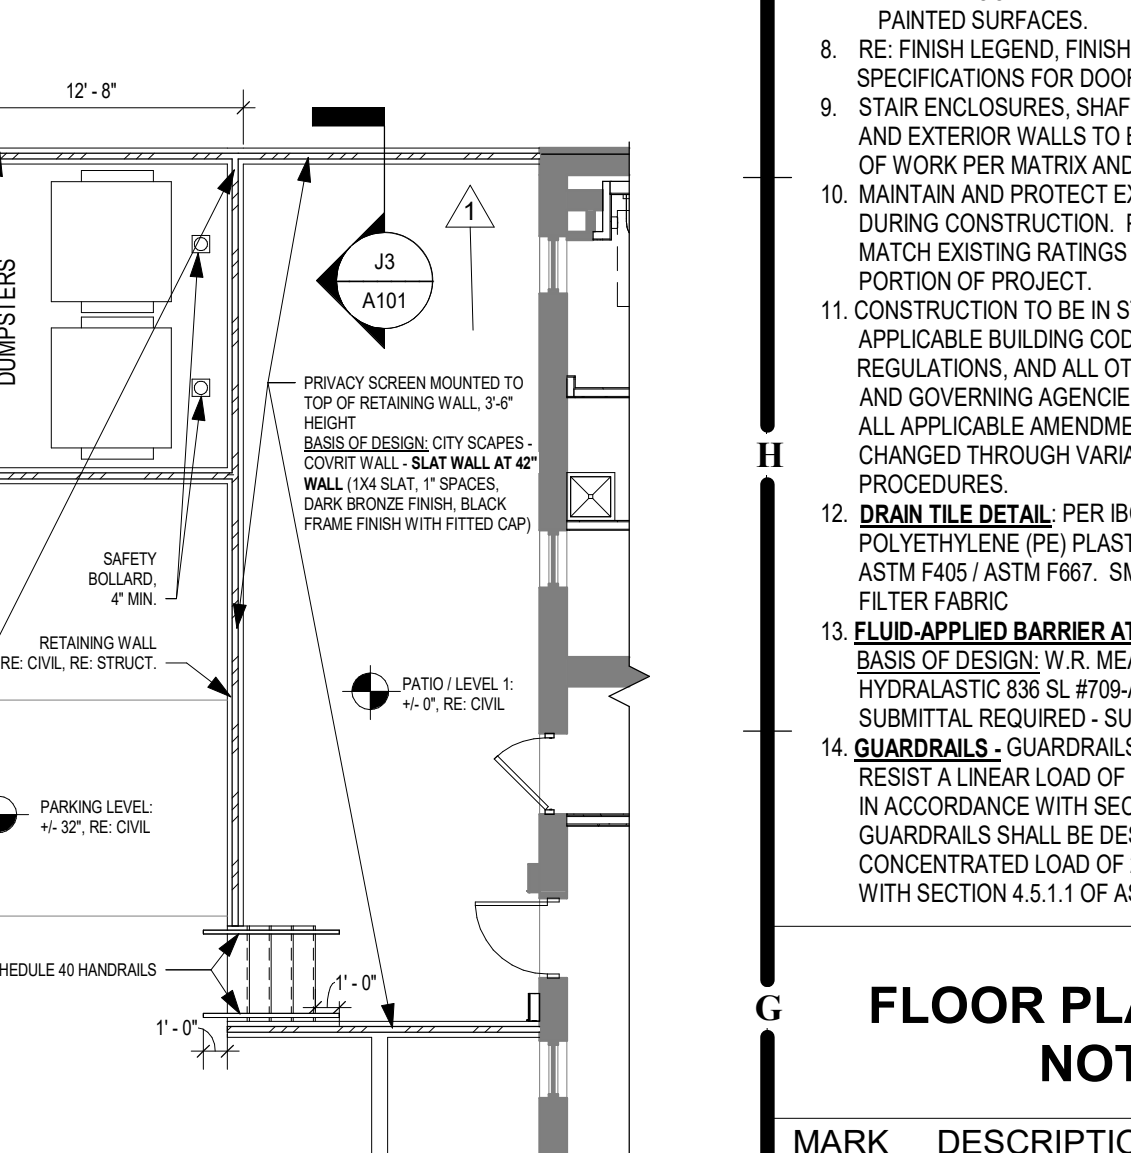 12' - 8"
DUMPSTERS
1
J3
A101
PRIVACY SCREEN MOUNTED TO
TOP OF RETAINING WALL, 3'-6"
HEIGHT
BASIS OF DESIGN: CITY SCAPES -
COVRIT WALL - SLAT WALL AT 42"
WALL (1X4 SLAT, 1" SPACES,
DARK BRONZE FINISH, BLACK
FRAME FINISH WITH FITTED CAP)
SAFETY
BOLLARD,
4" MIN.
RETAINING WALL
RE: CIVIL, RE: STRUCT.
PATIO / LEVEL 1:
+/- 0", RE: CIVIL
PARKING LEVEL:
+/- 32", RE: CIVIL
HEDULE 40 HANDRAILS
1' - 0"
1' - 0"
H
G
PAINTED SURFACES.
8. RE: FINISH LEGEND, FINISH
SPECIFICATIONS FOR DOOR
9. STAIR ENCLOSURES, SHAF
AND EXTERIOR WALLS TO
OF WORK PER MATRIX AND
10. MAINTAIN AND PROTECT EX
DURING CONSTRUCTION.
MATCH EXISTING RATINGS
PORTION OF PROJECT.
11. CONSTRUCTION TO BE IN ST
APPLICABLE BUILDING COD
REGULATIONS, AND ALL OT
AND GOVERNING AGENCIE
ALL APPLICABLE AMENDME
CHANGED THROUGH VARIA
PROCEDURES.
12. DRAIN TILE DETAIL: PER IB
POLYETHYLENE (PE) PLAST
ASTM F405 / ASTM F667. SM
FILTER FABRIC
13. FLUID-APPLIED BARRIER AT
BASIS OF DESIGN: W.R. MEA
HYDRALASTIC 836 SL #709-
SUBMITTAL REQUIRED - SU
14. GUARDRAILS - GUARDRAILS
RESIST A LINEAR LOAD OF
IN ACCORDANCE WITH SEC
GUARDRAILS SHALL BE DES
CONCENTRATED LOAD OF
WITH SECTION 4.5.1.1 OF AS
FLOOR PLA
NOT
MARK DESCRIPTIO